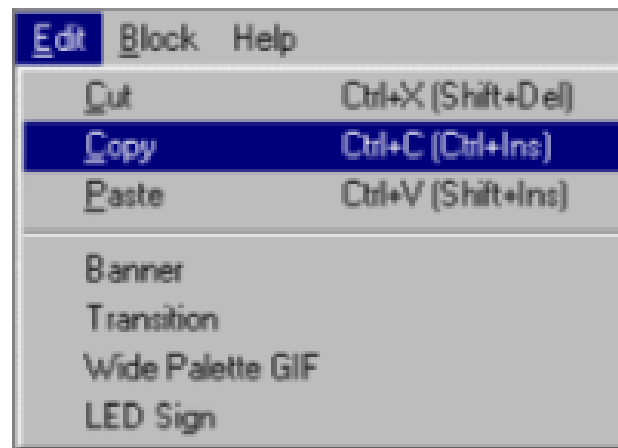 Edit Block Help
Cut Ctrl+X (Shift+Del)
Copy Ctrl+C (Ctrl+Ins)
Paste Ctrl+V (Shift+Ins)
Banner
Transition
Wide Palette GIF
LED Sign